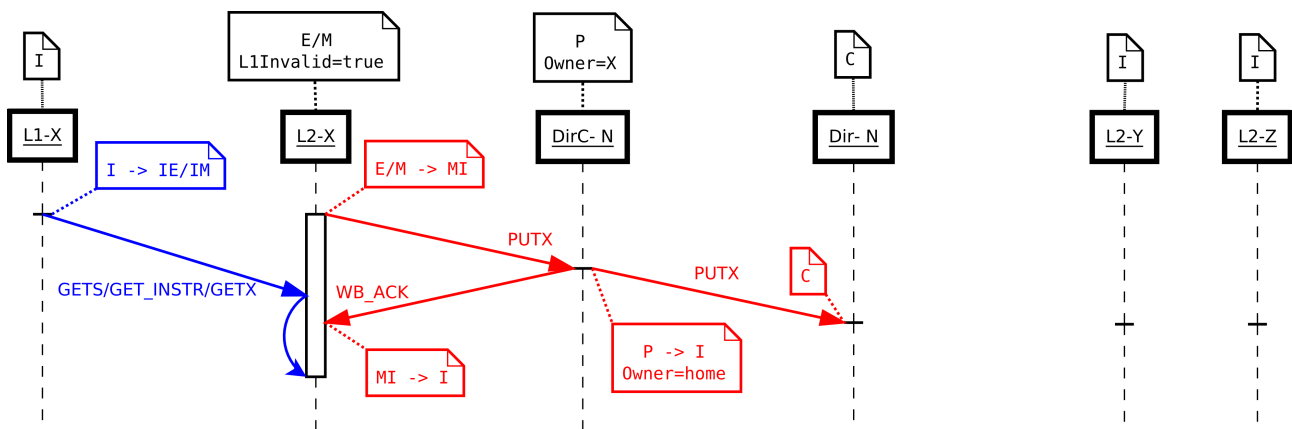 I
E/M
L1Invalid=true
P
Owner=X
C
I
I
L1-X
L2-X
DirC- N
Dir- N
L2-Y
L2-Z
I -> IE/IM
E/M -> MI
PUTX
PUTX
C
GETS/GET_INSTR/GETX
WB_ACK
P -> I
Owner=home
MI -> I